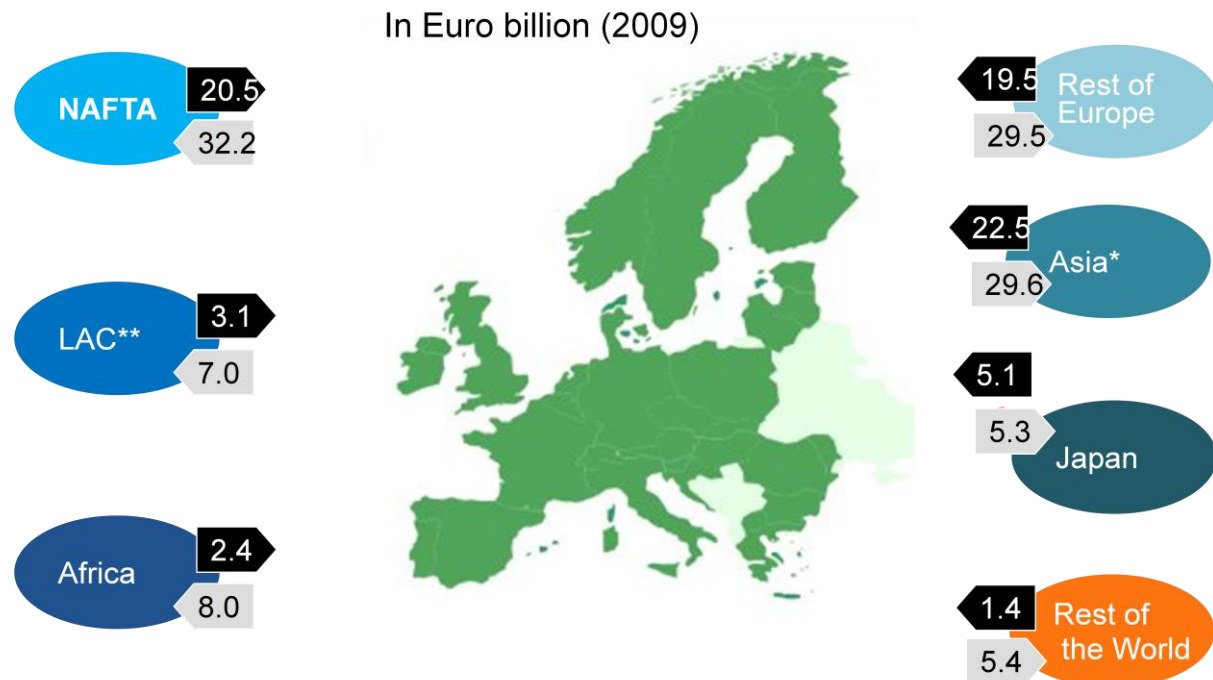 In Euro billion (2009)
NAFTA
20.5
32.2
LAC**
3.1
7.0
Africa
2.4
8.0
19.5
29.5
Rest of
Europe
22.5
29.6
Asia*
5.1
5.3
Japan
1.4
5.4
Rest of
the World